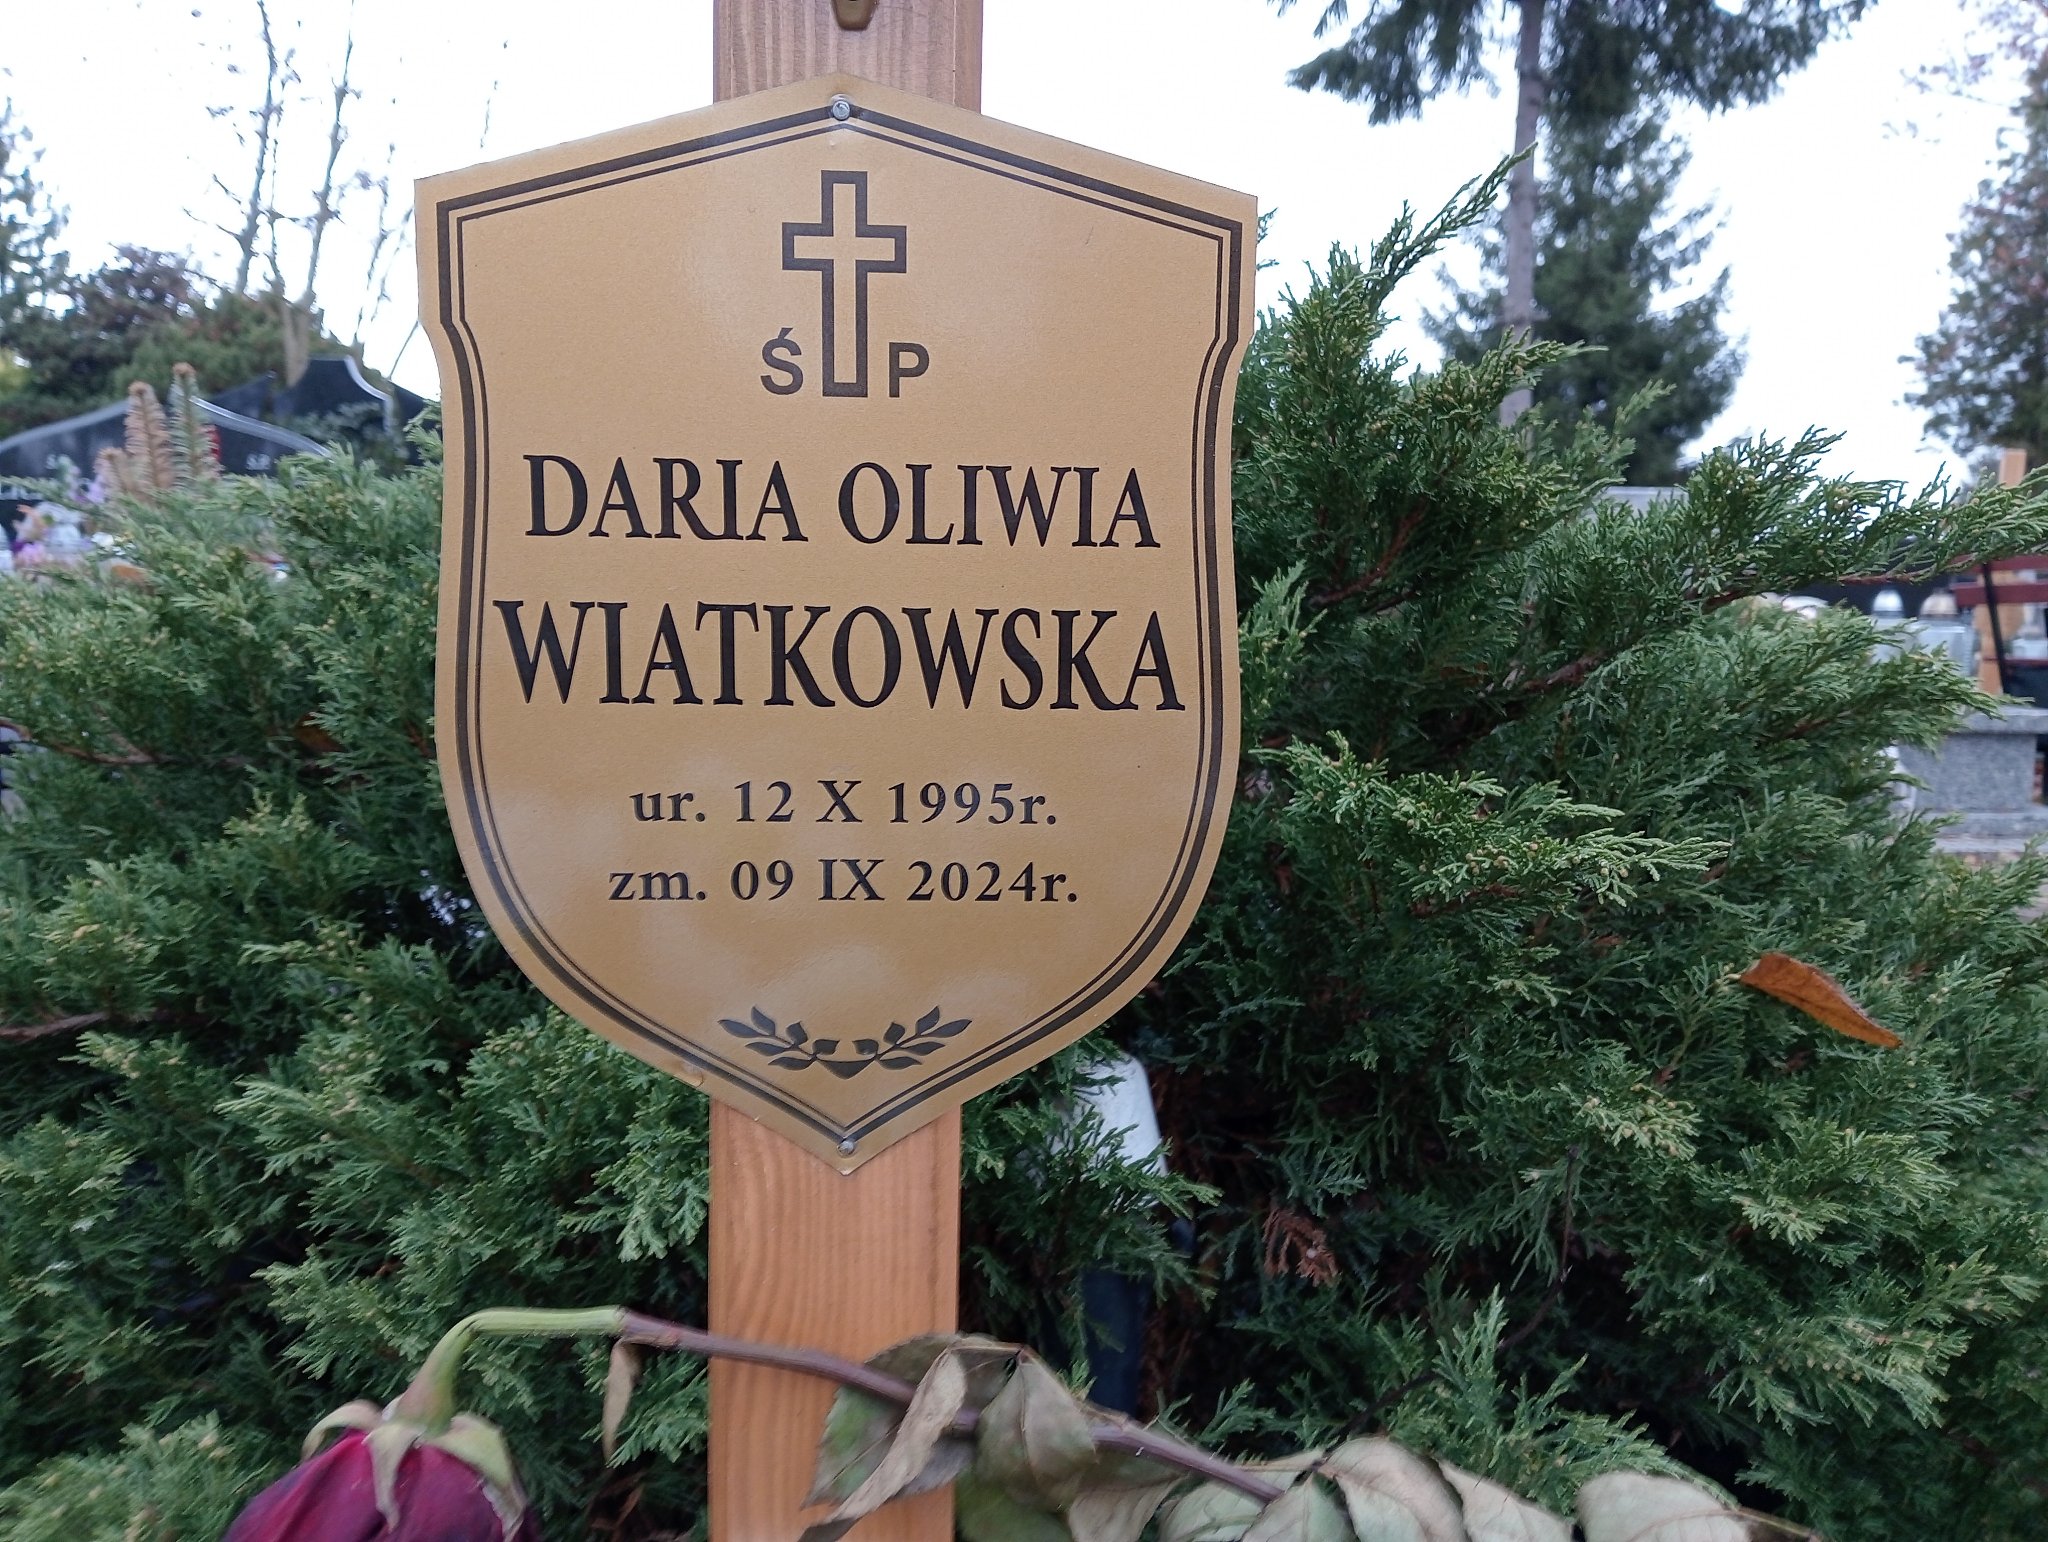 Ś P
DARIA OLIWIA
WIATKOWSKA
ur. 12 X 1995r.
zm. 09 IX 2024r.